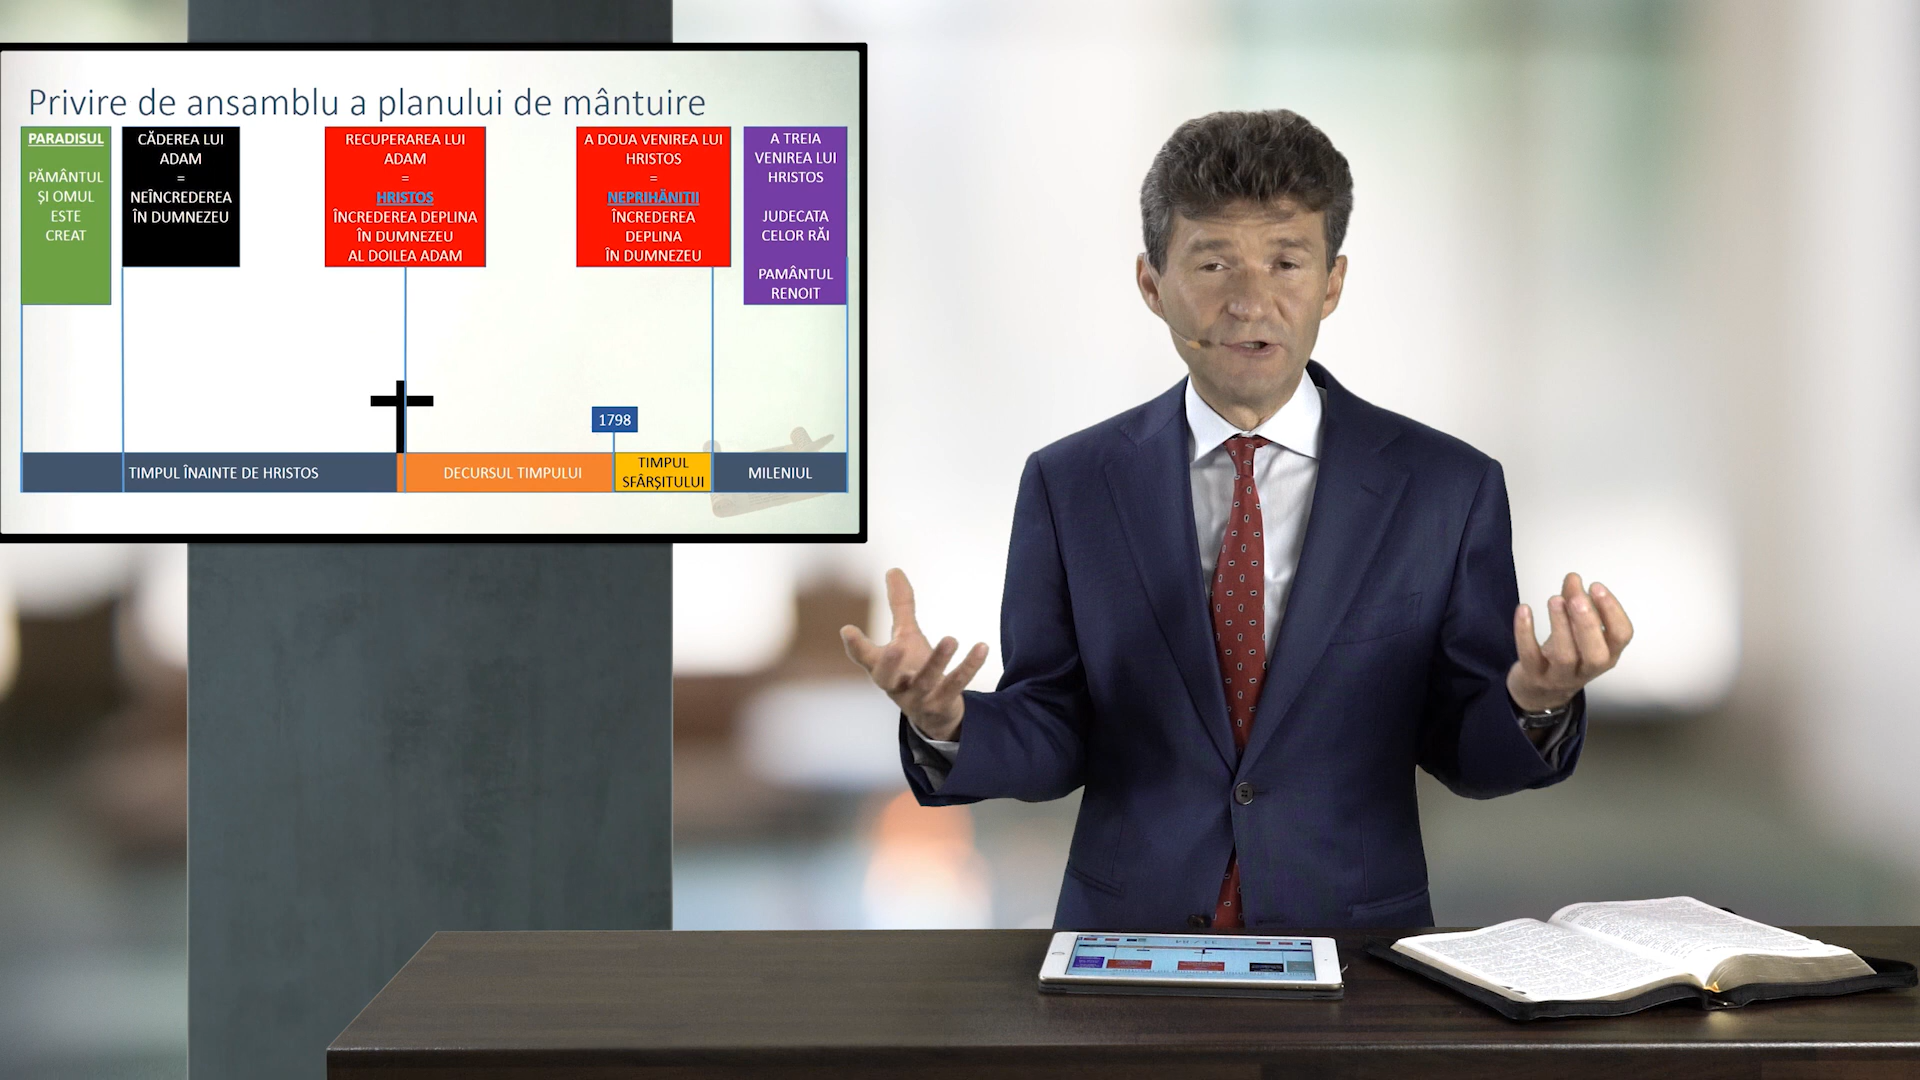 Privire de ansamblu a planului de mântuire
PARADISUL
PĂMÂNTUL
ȘI OMUL
ESTE
CREAT
CĂDEREA LUI
ADAM
=
NEÎNCREDEREA
ÎN DUMNEZEU
RECUPERAREA LUI
ADAM
=
HRISTOS
ÎNCREDEREA DEPLINA
ÎN DUMNEZEU
AL DOILEA ADAM
A DOUA VENIREA LUI
HRISTOS
=
NEPRIHĂNIȚII
ÎNCREDEREA
DEPLINA
ÎN DUMNEZEU
A TREIA
VENIREA LUI
HRISTOS
JUDECATA
CELOR RĂI
PAMÂNTUL
RENOIT
1798
TIMPUL ÎNAINTE DE HRISTOS
DECURSUL TIMPULUI
TIMPUL
SFÂRȘITULUI
MILENIUL